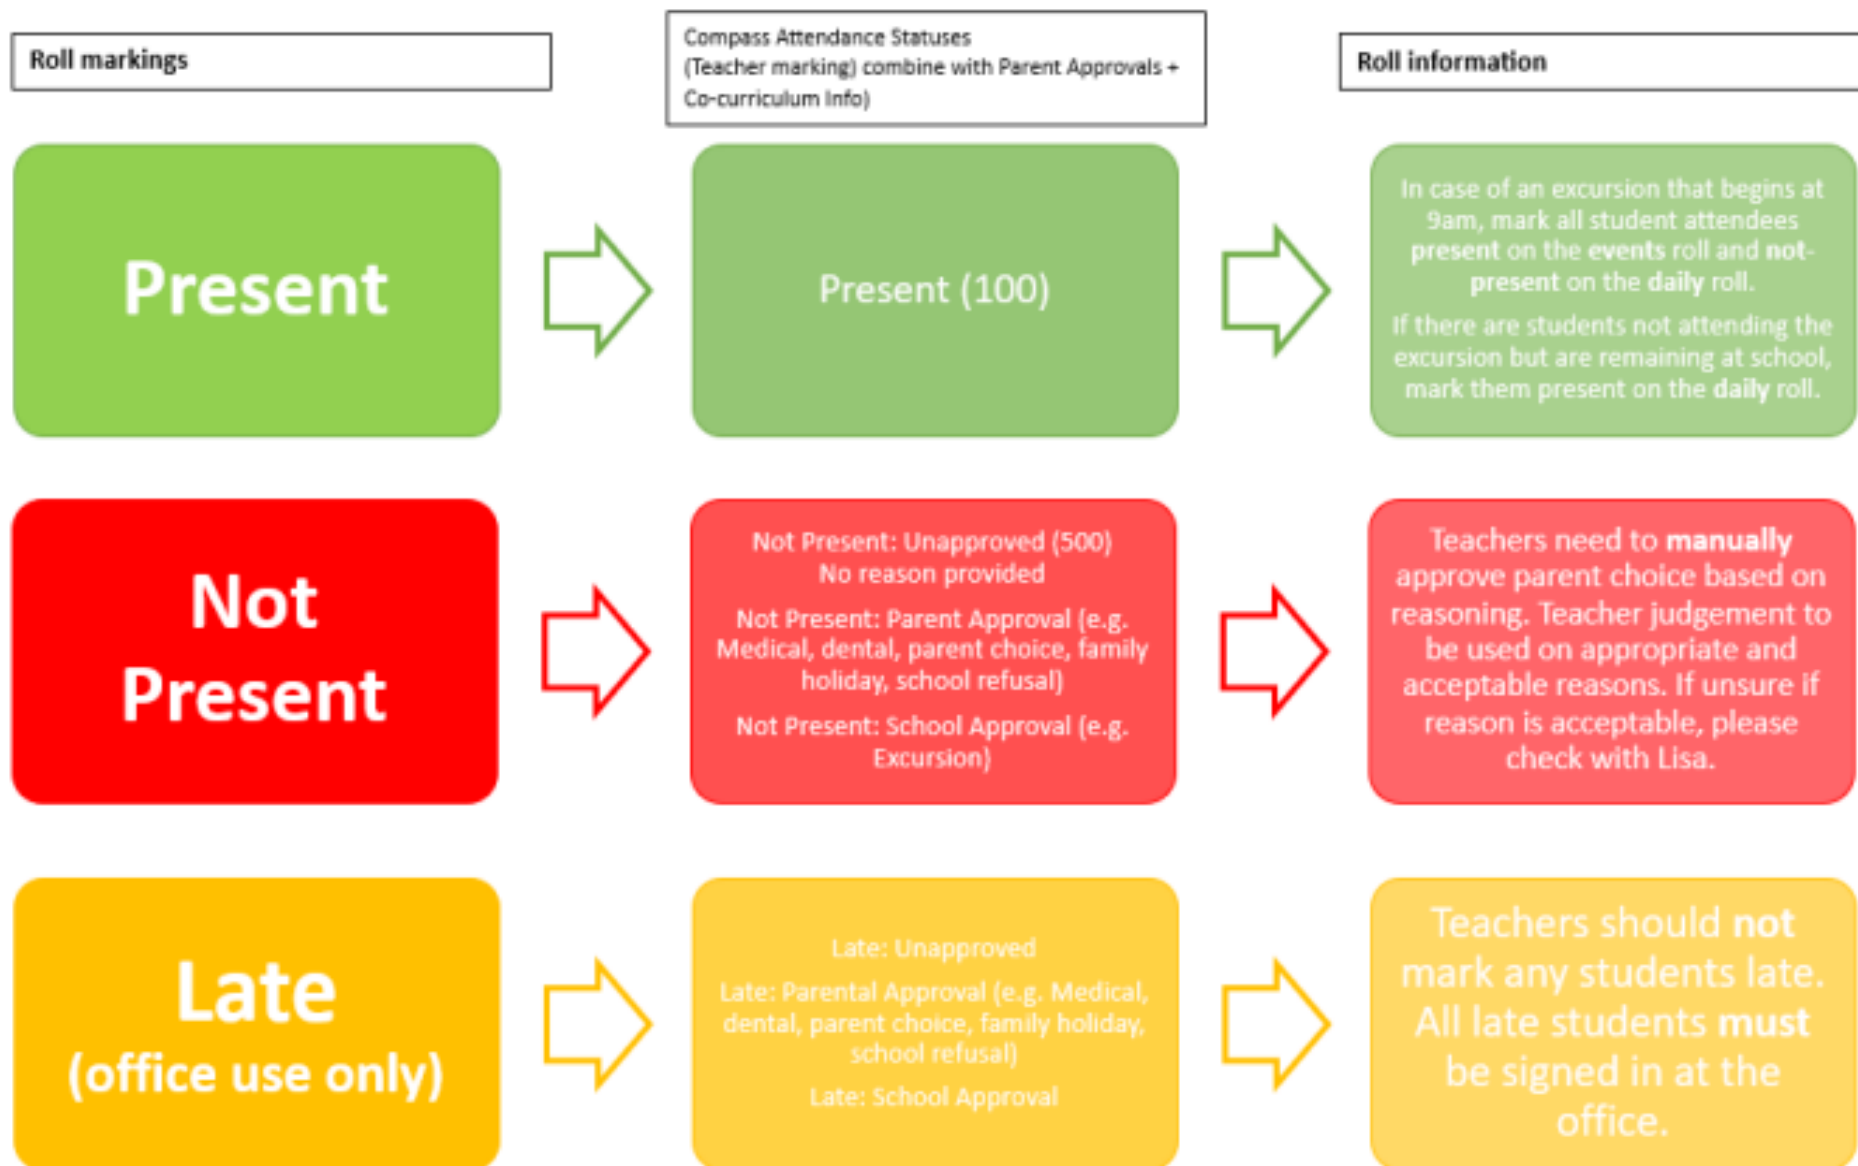 Roll markings
Compass Attendance Statuses
(Teacher marking) combine with Parent Approvals +
Co-curriculum Info)
Roll information
Present
Present (100)
In case of an excursion that begins at
9am, mark all student attendees
present on the events roll and not-
present on the daily roll.
If there are students not attending the
excursion but are remaining at school,
mark them present on the daily roll.
Not
Present
Not Present: Unapproved (500)
No reason provided
Not Present: Parent Approval (e.g.
Medical, dental, parent choice, family
holiday, school refusal)
Not Present: School Approval (e.g.
Excursion)
Teachers need to manually
approve parent choice based on
reasoning. Teacher judgement to
be used on appropriate and
acceptable reasons. If unsure if
reason is acceptable, please
check with Lisa.
Late
(office use only)
Late: Unapproved
Late: Parental Approval (e.g. Medical,
dental, parent choice, family holiday,
school refusal)
Late: School Approval
Teachers should not
mark any students late.
All late students must
be signed in at the
office.